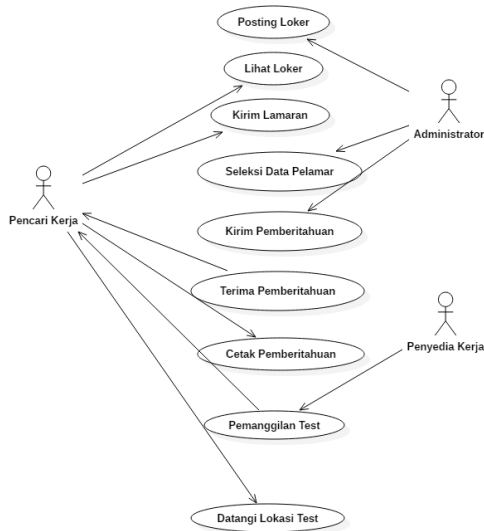 Posting Loker
Lihat Loker
Kirim Lamaran
Administrator
Seleksi Data Pelamar
Pencari Kerja
Kirim Pemberitahuan
Terima Pemberitahuan
Penyedia Kerja
Cetak Pemberitahuan
Pemanggilan Test
Datangi Lokasi Test